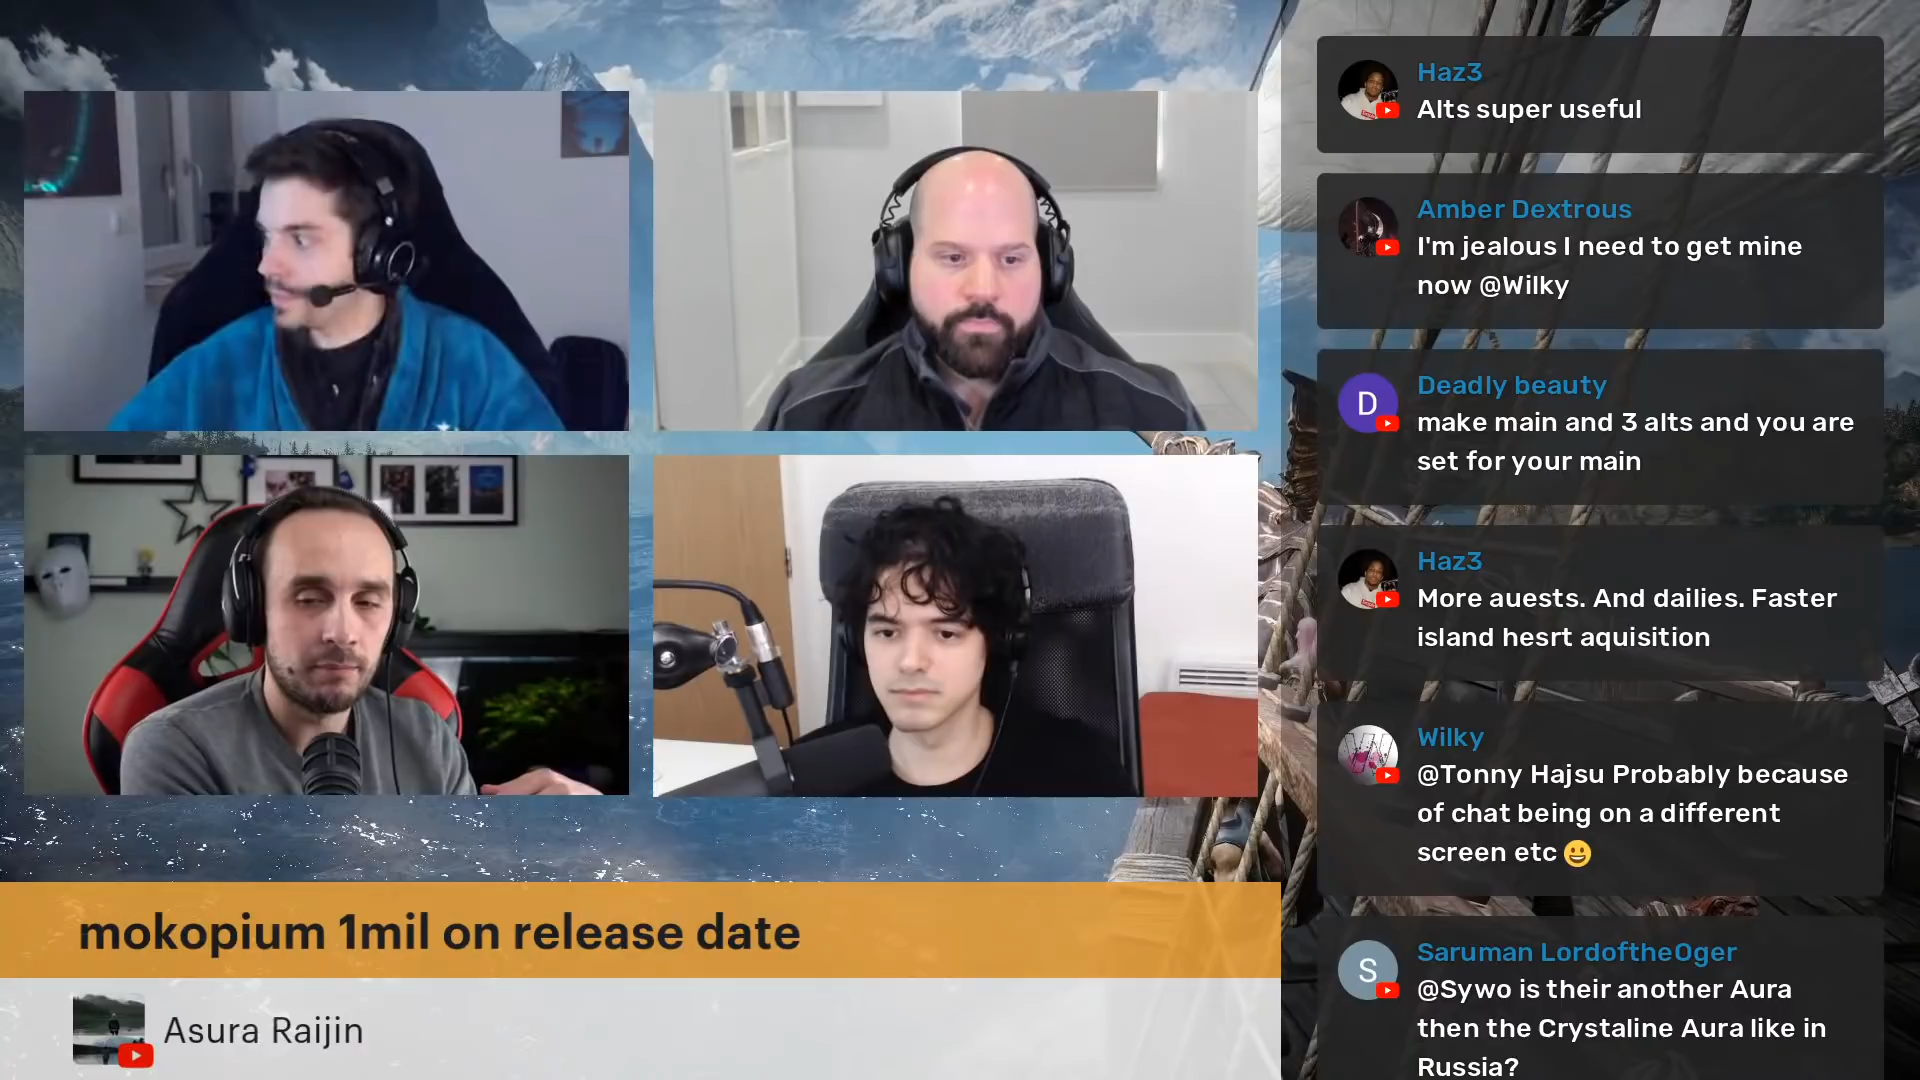 Haz3
Alts super useful
Amber Dextrous
I'm jealous I need to get mine
now @Wilky
D
Deadly beauty
make main and 3 alts and you are
set for your main
Haz3
More auests. And dailies. Faster
island hesrt aquisition
Wilky
@Tonny Hajsu Probably because
of chat being on a different
screen etc 😀
S
Saruman LordoftheOger
@Sywo is their another Aura
then the Crystaline Aura like in
Russia?
mokopium 1mil on release date
Asura Raijin